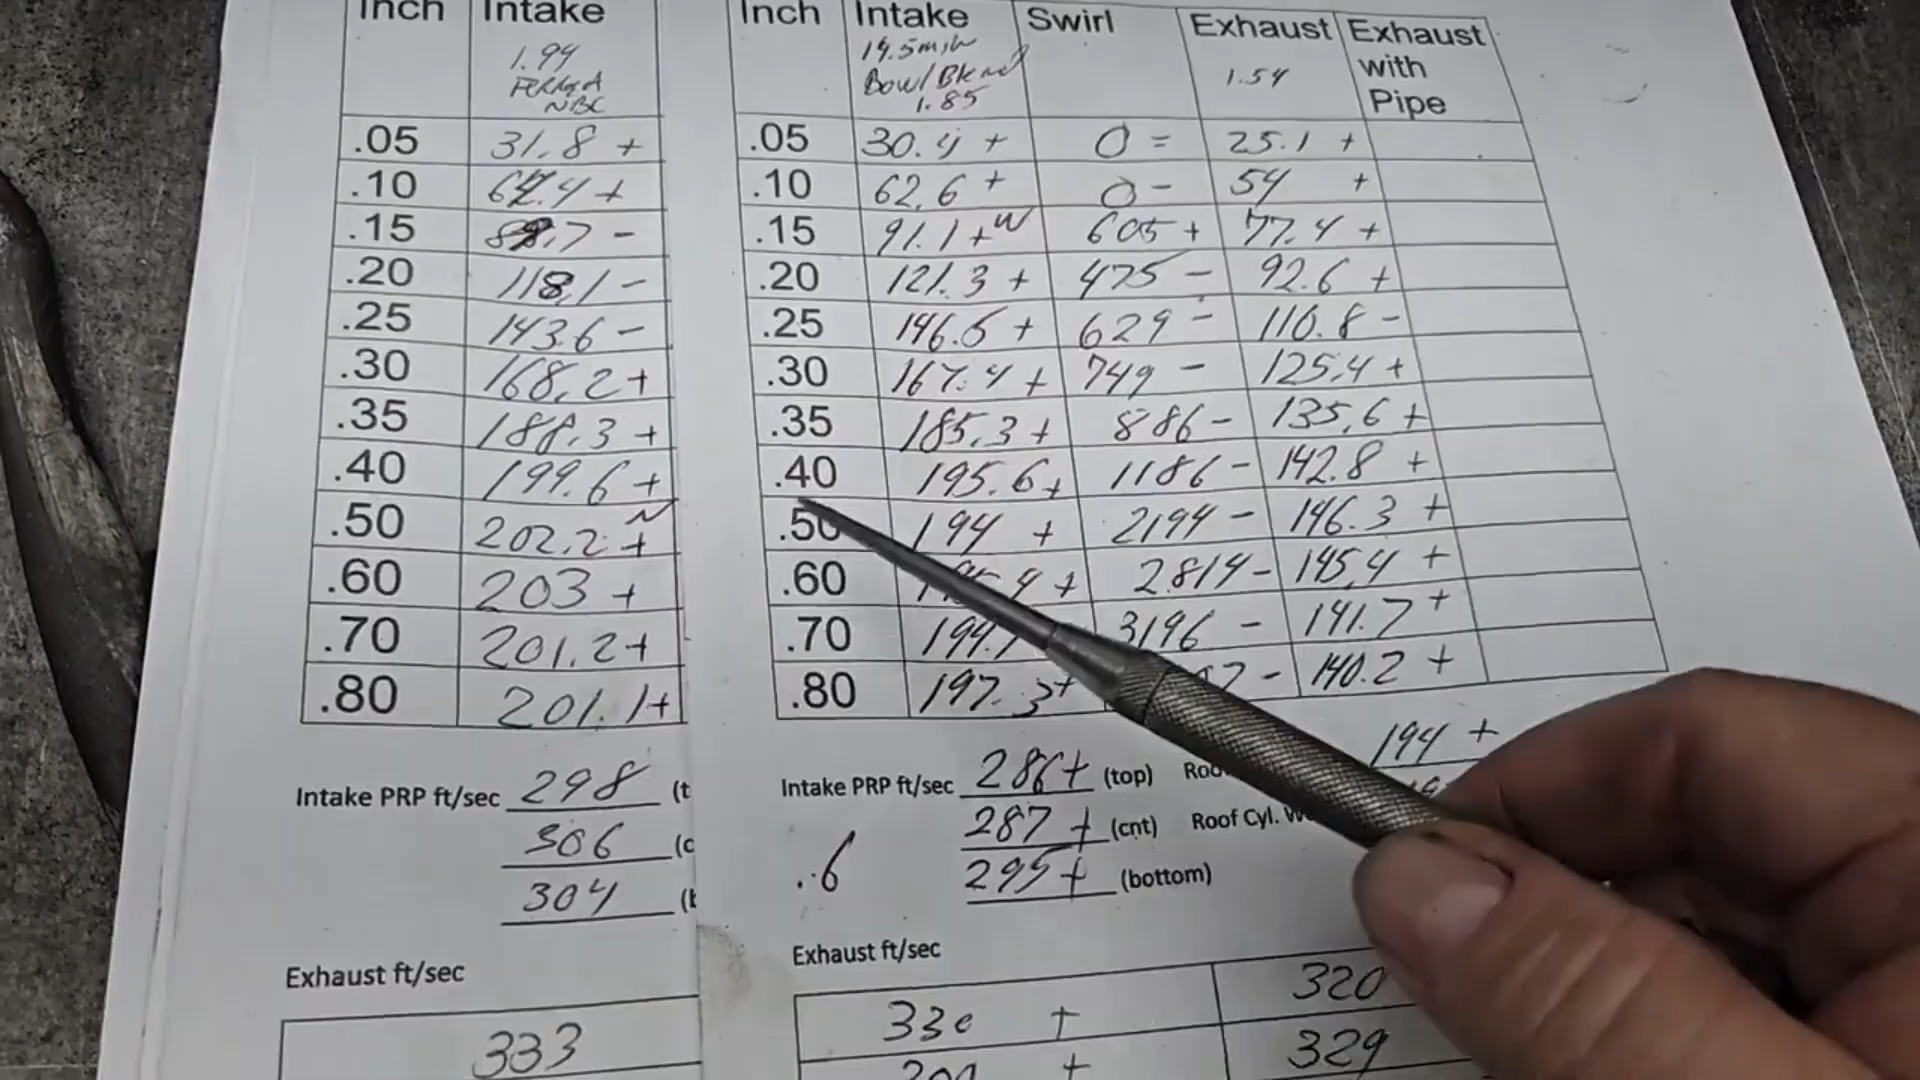 Inch Intake
1.94
NBC
.05 31.8 +
.10 62.4 +
.15 .7 -
.20 118.1 -
.25 143.6 -
.30 168.2 +
.35 188.3 +
.40 199.6 +
.50 202.2 +
.60 203 +
.70 201.2 +
.80 201.1 +
Intake PRP ft/sec 298 (t
306 (c
304 (b
Exhaust ft/sec
333
Inch Intake Swirl Exhaust Exhaust with Pipe
Bowl Blend
1.85 1.54
.05 30.4 + 0 = 25.1 +
.10 62.6 + 0 - 54 +
.15 91.1 + W 605 + 77.4 +
.20 121.3 + 475 - 92.6 +
.25 146.5 + 629 - 110.8 -
.30 167.4 + 749 - 125.4 +
.35 185.3 + 886 - 135.6 +
.40 195.6 + 1186 - 142.8 +
.50 194 + 2194 - 146.3 +
.60 .4 + 2814 - 145.4 +
.70 194. 3196 - 141.7 +
.80 197.3 + - 140.2 +
Intake PRP ft/sec 286 + (top) 194 +
287 + (cnt) Roof Cyl.
.6 295 + (bottom)
Exhaust ft/sec
330 + 320
+ 329